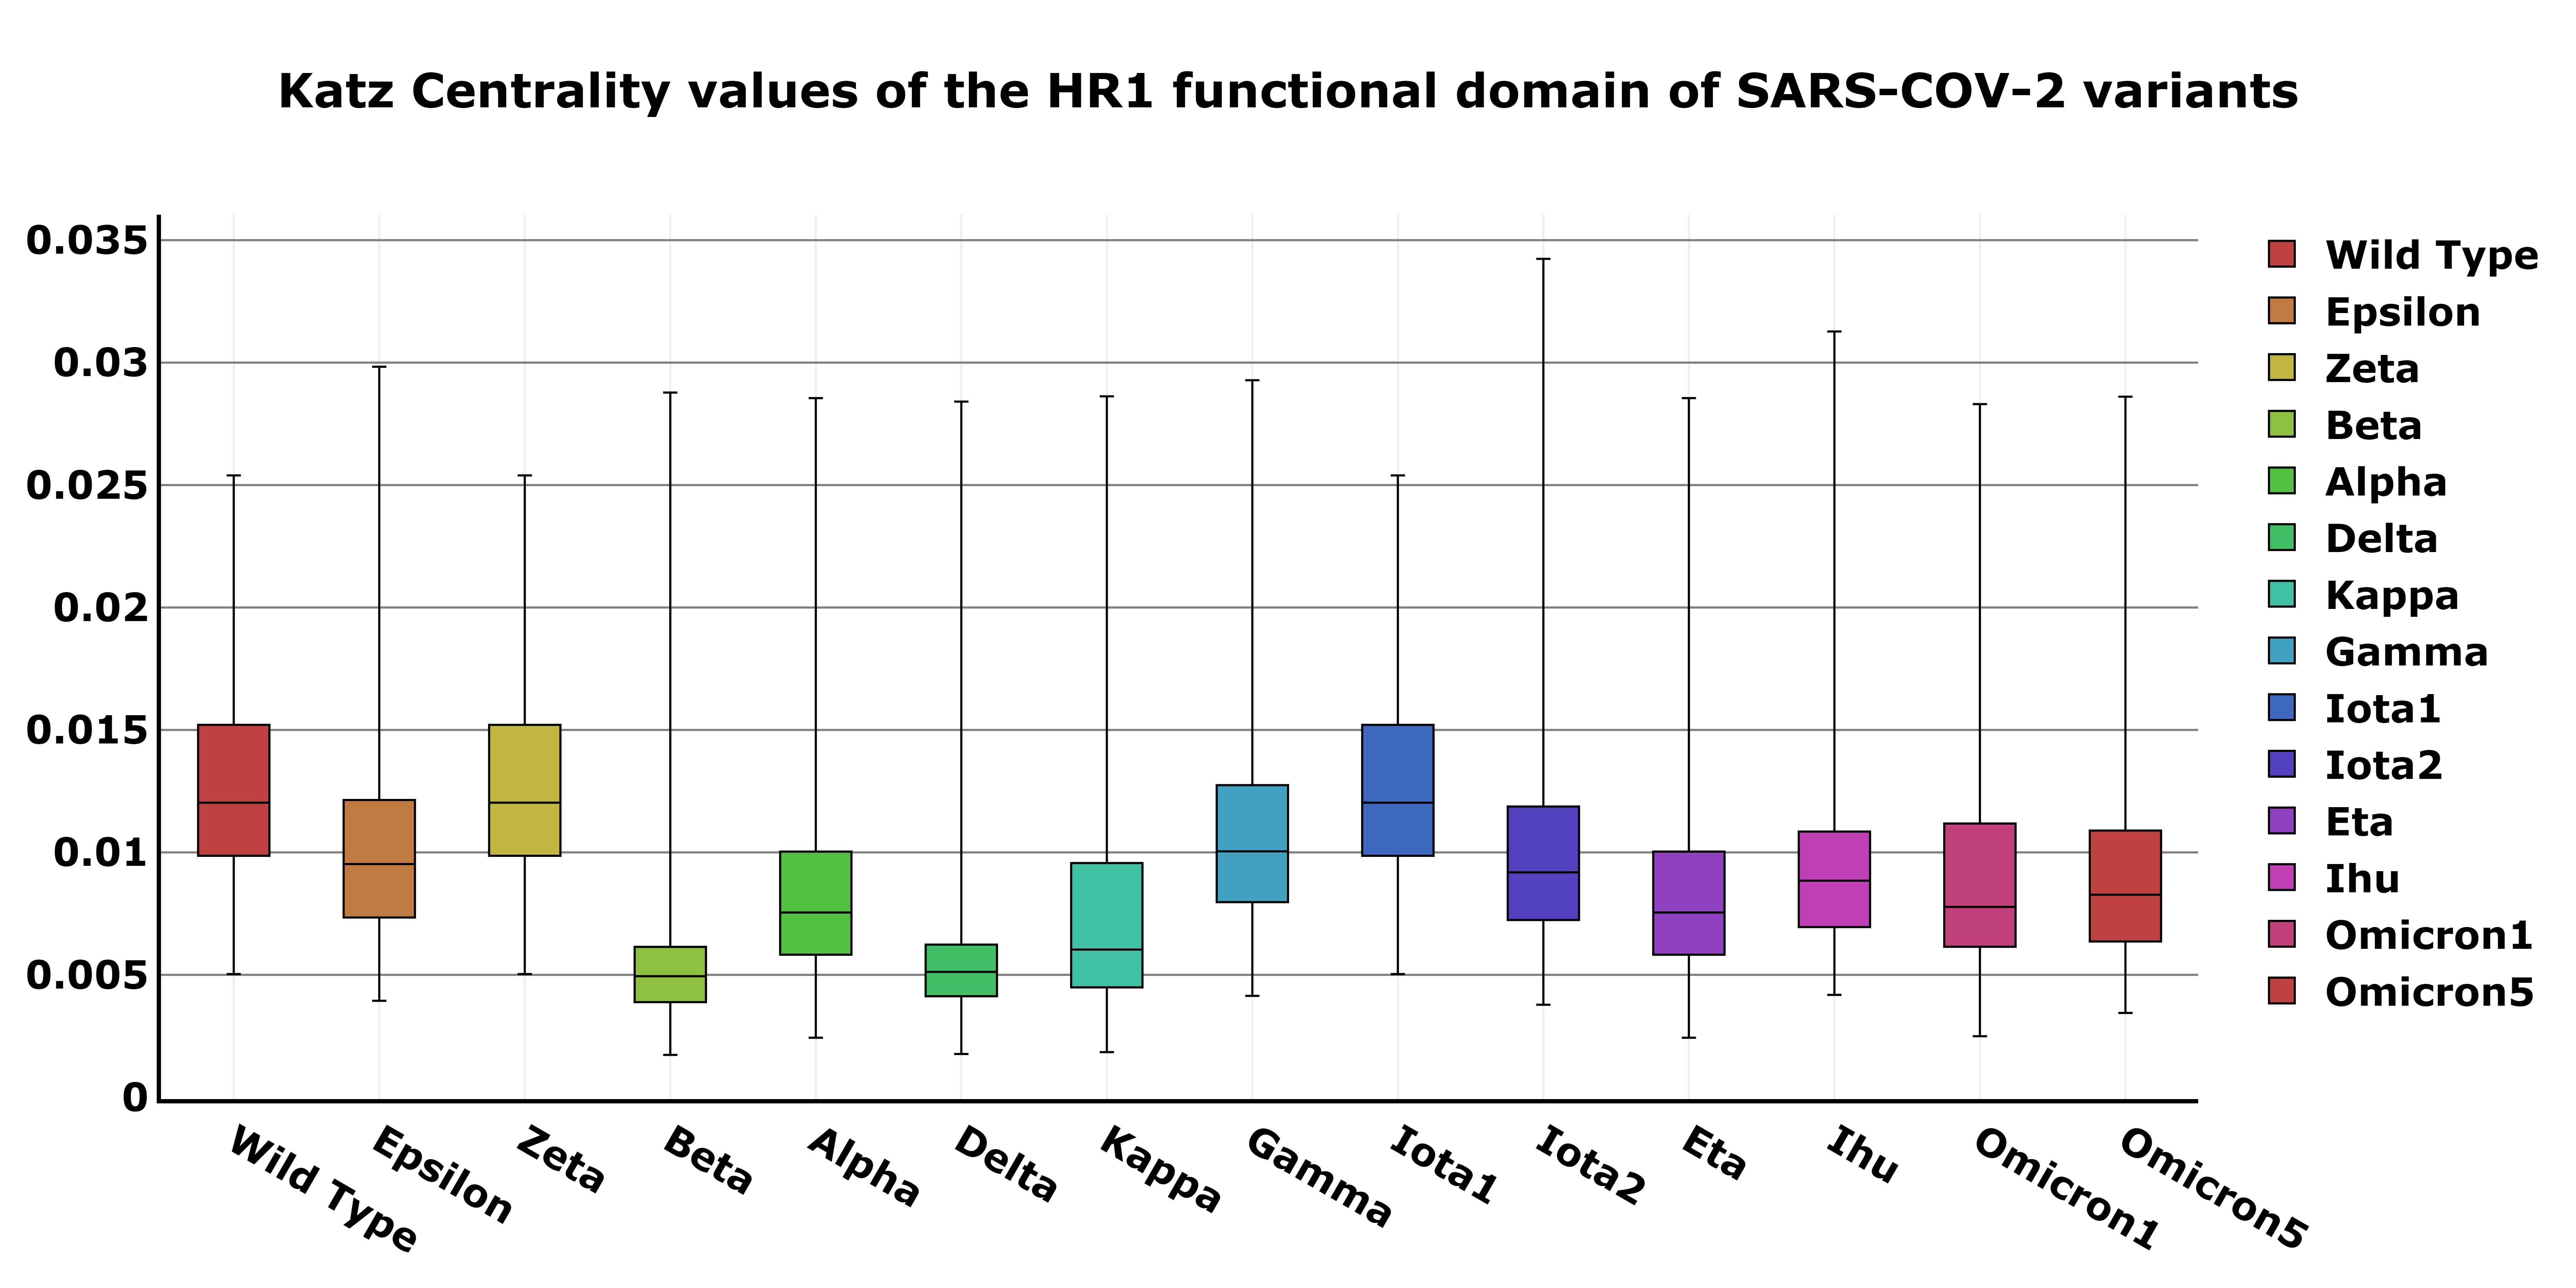 Katz Centrality values of the HR1 functional domain of SARS-COV-2 variants
0.035
0.03
0.025
0.02
0.015
0.01
0.005
0
Wild Type
Epsilon
Zeta
Beta
Alpha
Delta
Kappa
Gamma
Iota1
Iota2
Eta
Ihu
Omicron1
Omicron5
Wild Type
Epsilon
Zeta
Beta
Alpha
Delta
Kappa
Gamma
Iota1
Iota2
Eta
Ihu
Omicron1
Omicron5